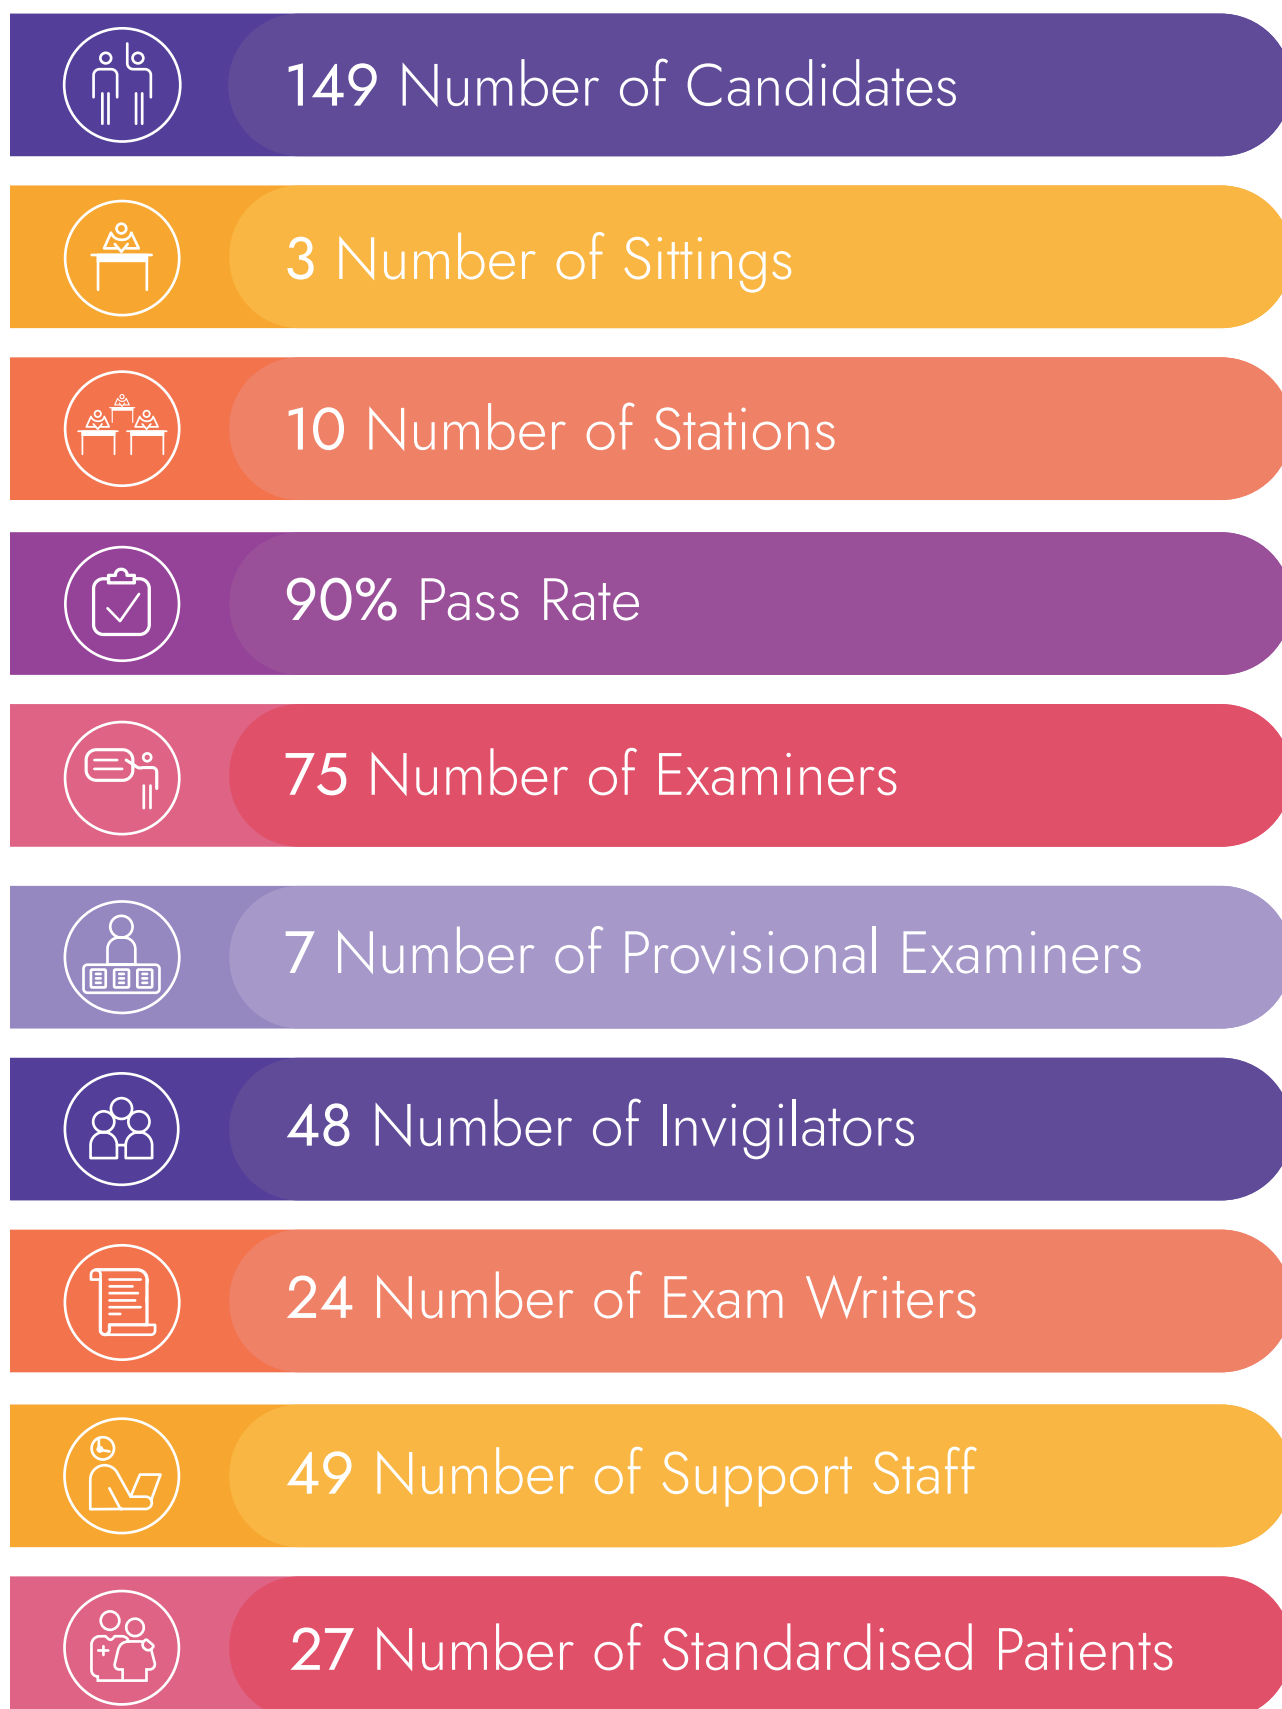 149 Number of Candidates
3 Number of Sittings
10 Number of Stations
90% Pass Rate
75 Number of Examiners
7 Number of Provisional Examiners
48 Number of Invigilators
24 Number of Exam Writers
49 Number of Support Staff
27 Number of Standardised Patients